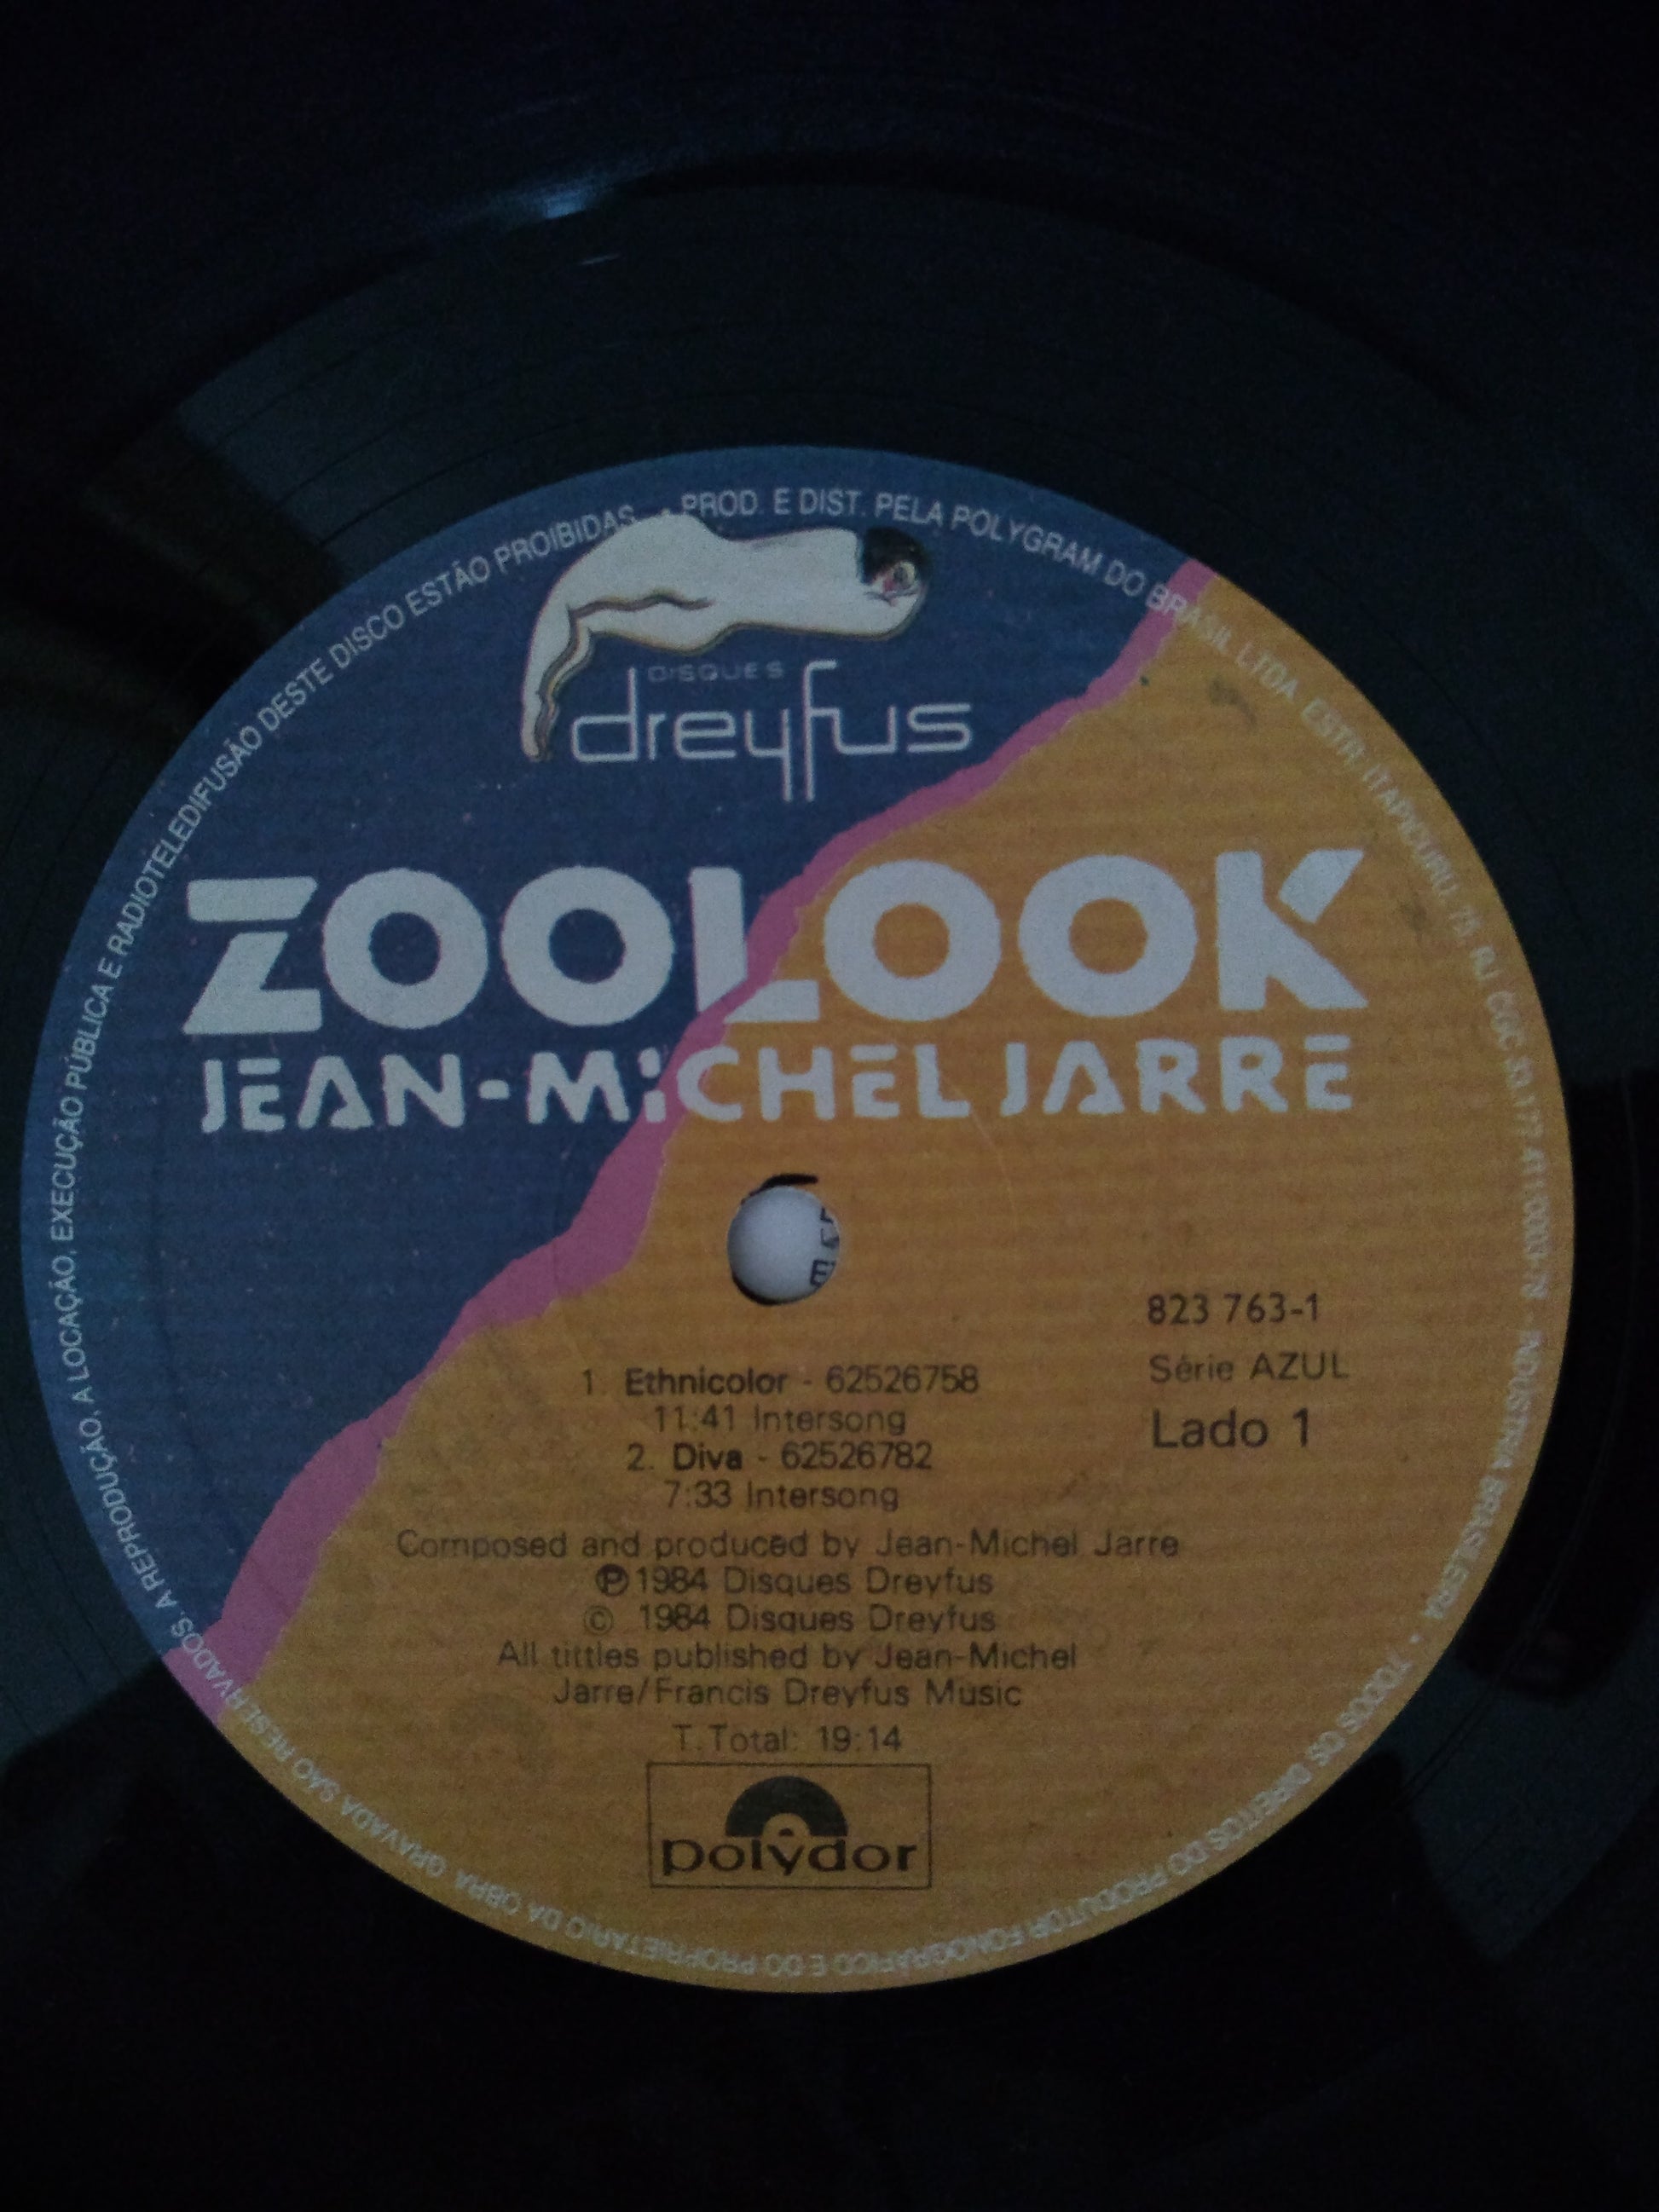 DISQUES
dreyfus
ZOOLOOK
JEAN-MICHEL JARRE
823 763-1
Série AZUL
Lado 1
1. Ethnicolor - 62526758
11:41 Intersong
2. Diva - 62526782
7:33 Intersong
Composed and produced by Jean-Michel Jarre
Ⓟ 1984 Disques Dreyfus
© 1984 Disques Dreyfus
All tittles published by Jean-Michel
Jarre/Francis Dreyfus Music
T. Total: 19:14
polydor
TODOS OS DIREITOS DO PRODUTOR FONOGRÁFICO E DO PROPRIETÁRIO DA OBRA GRAVADA SÃO RESERVADOS. A REPRODUÇÃO, A LOCAÇÃO, EXECUÇÃO PÚBLICA E RADIOTELEDIFUSÃO DESTE DISCO ESTÃO PROIBIDAS. PROD. E DIST. PELA POLYGRAM DO BRASIL LTDA. ESTR. ITAPICURU, 75 RJ INDÚSTRIA BRASILEIRA •